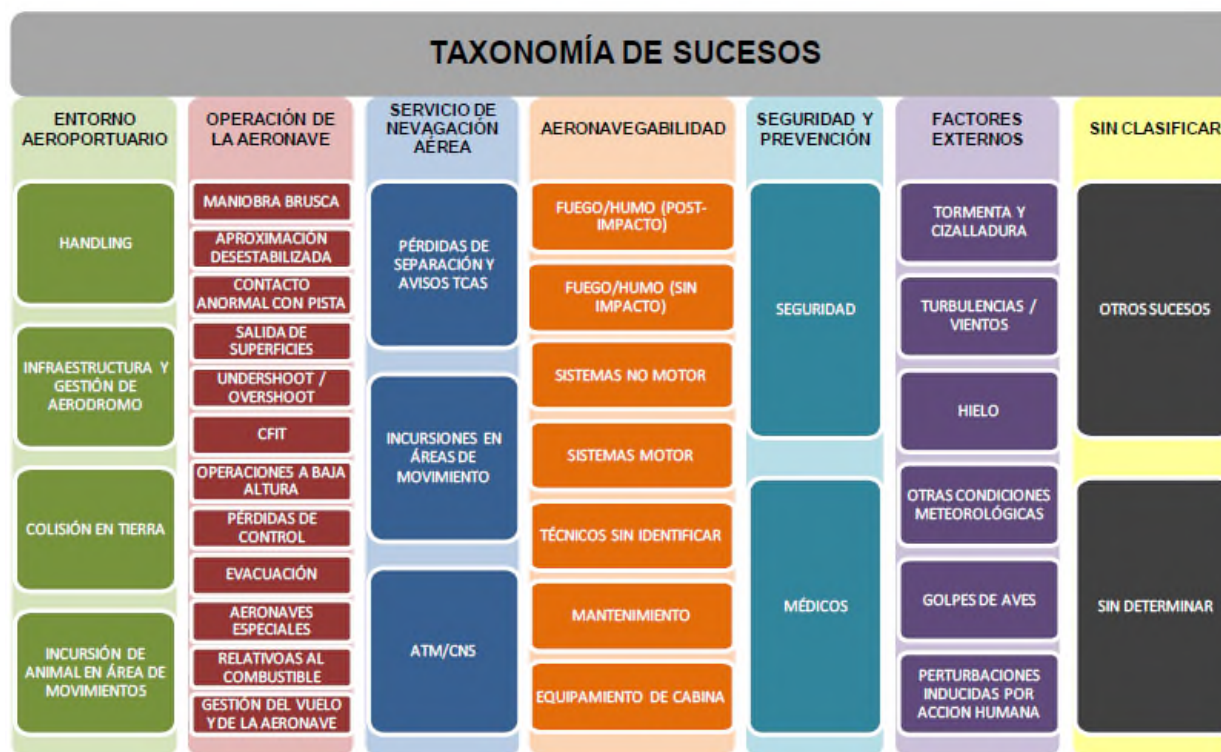 TAXONOMÍA DE SUCESOS
ENTORNO
AEROPORTUARIO
HANDLING
INFRAESTRUCTURA Y
GESTIÓN DE
AERODROMO
COLISIÓN EN TIERRA
INCURSIÓN DE
ANIMAL EN ÁREA DE
MOVIMIENTOS
OPERACIÓN DE
LA AERONAVE
MANIOBRA BRUSCA
APROXIMACIÓN
DESESTABILIZADA
CONTACTO
ANORMAL CON PISTA
SALIDA DE
SUPERFICIES
UNDERSHOOT /
OVERSHOOT
CFIT
OPERACIONES A BAJA
ALTURA
PÉRDIDAS DE
CONTROL
EVACUACIÓN
AERONAVES
ESPECIALES
RELATIVOAS AL
COMBUSTIBLE
GESTIÓN DEL VUELO
Y DE LA AERONAVE
SERVICIO DE
NEVAGACIÓN
AÉREA
PÉRDIDAS DE
SEPARACIÓN Y
AVISOS TCAS
INCURSIONES EN
ÁREAS DE
MOVIMIENTO
ATM/CNS
AERONAVEGABILIDAD
FUEGO/HUMO (POST-
IMPACTO)
FUEGO/HUMO (SIN
IMPACTO)
SISTEMAS NO MOTOR
SISTEMAS MOTOR
TÉCNICOS SIN IDENTIFICAR
MANTENIMIENTO
EQUIPAMIENTO DE CABINA
SEGURIDAD Y
PREVENCIÓN
SEGURIDAD
MÉDICOS
FACTORES
EXTERNOS
TORMENTA Y
CIZALLADURA
TURBULENCIAS /
VIENTOS
HIELO
OTRAS CONDICIONES
METEOROLÓGICAS
GOLPES DE AVES
PERTURBACIONES
INDUCIDAS POR
ACCION HUMANA
SIN CLASIFICAR
OTROS SUCESOS
SIN DETERMINAR